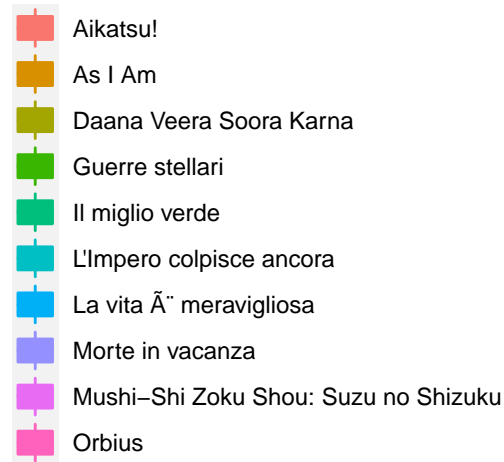 Aikatsu!
As I Am
Daana Veera Soora Karna
Guerre stellari
Il miglio verde
L'Impero colpisce ancora
La vita Ã¨ meravigliosa
Morte in vacanza
Mushi−Shi Zoku Shou: Suzu no Shizuku
Orbius